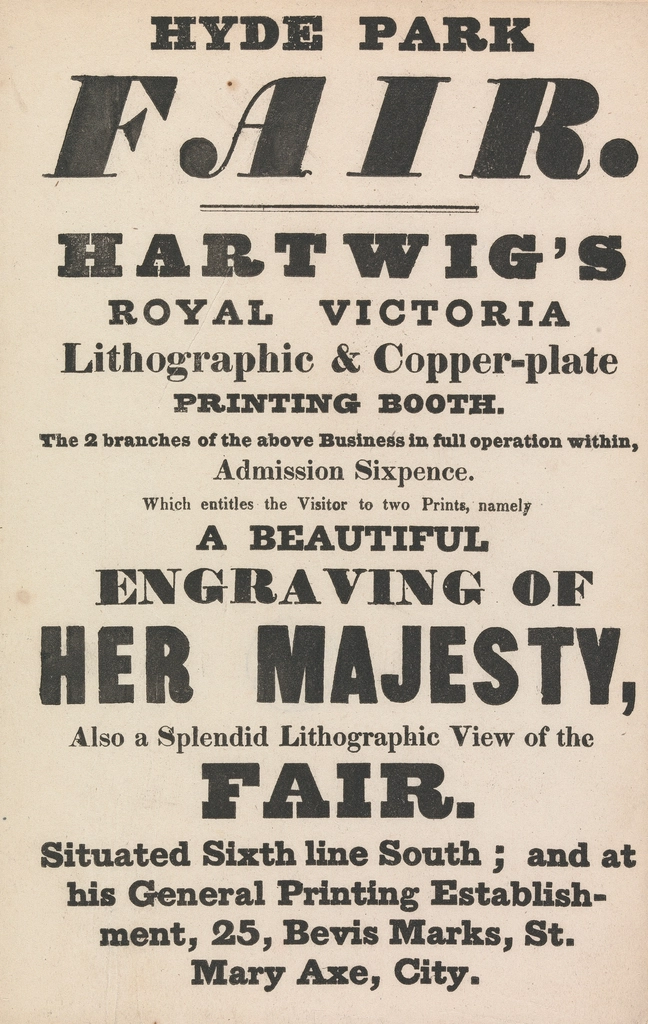 HYDE PARK
FAIR.
HARTWIG'S
ROYAL VICTORIA
Lithographic & Copper-plate
PRINTING BOOTH.
The 2 branches of the above Business in full operation within,
Admission Sixpence.
Which entitles the Visitor to two Prints, namely
A BEAUTIFUL
ENGRAVING OF
HER MAJESTY,
Also a Splendid Lithographic View of the
FAIR.
Situated Sixth line South ; and at
his General Printing Establish-
ment, 25, Bevis Marks, St.
Mary Axe, City.